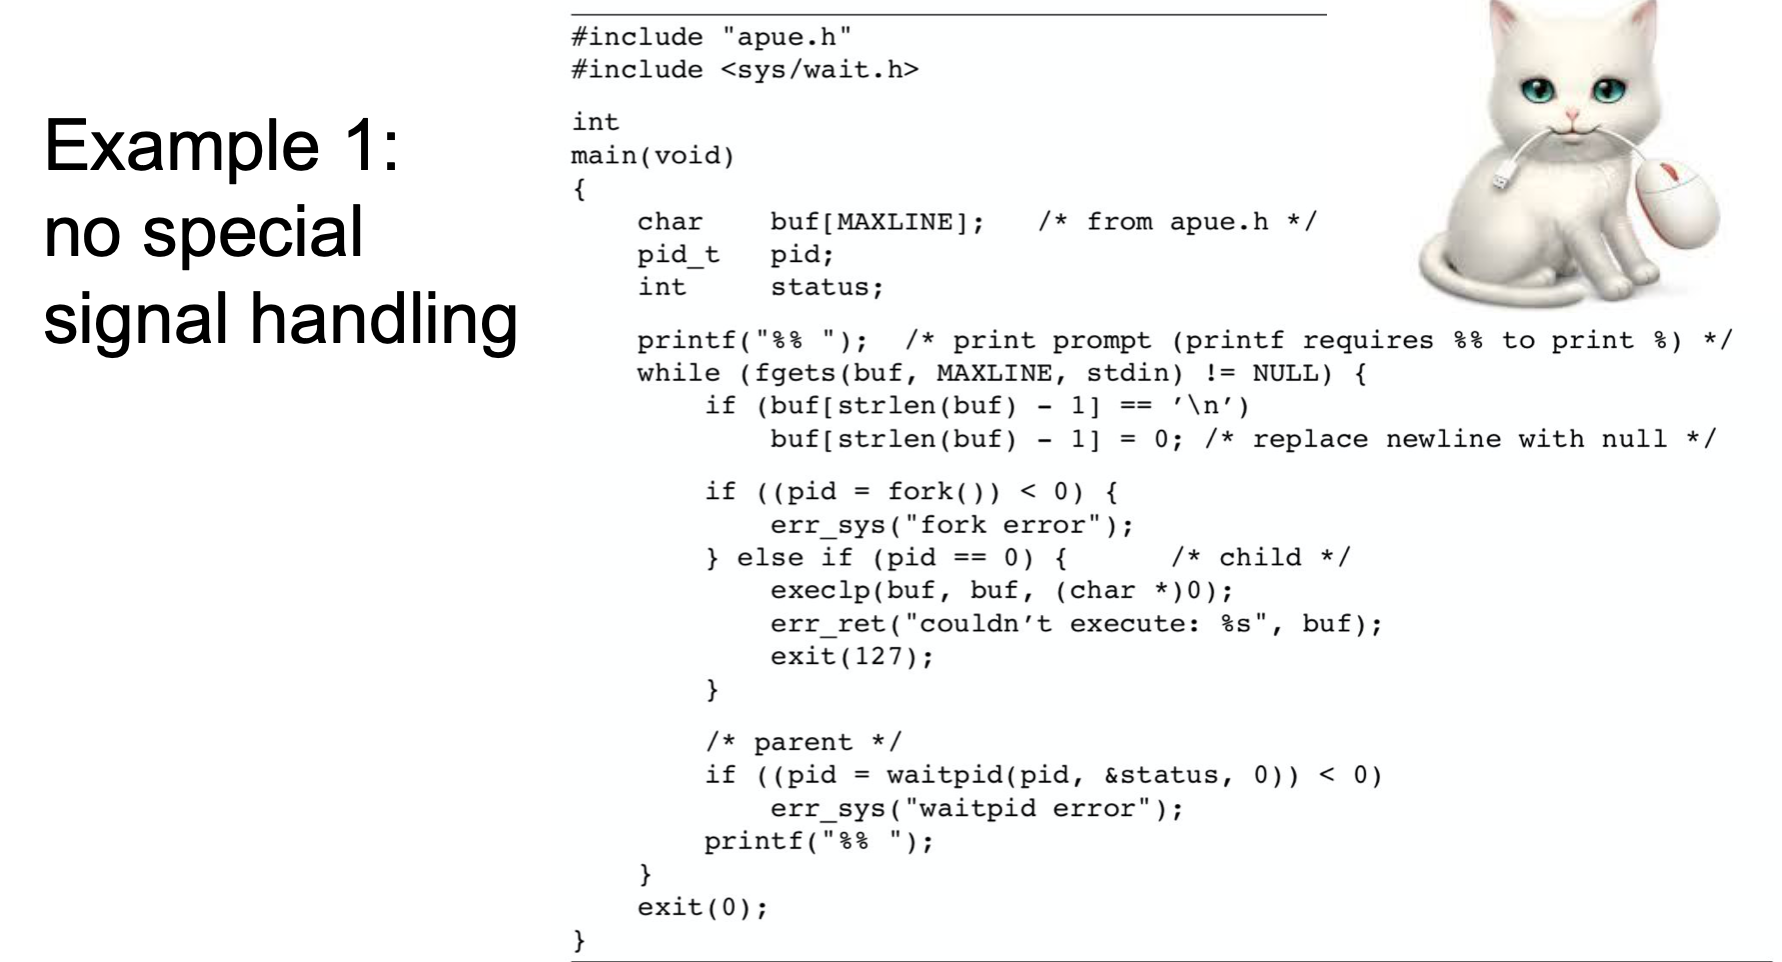 Example 1:
no special
signal handling
#include "apue.h"
#include <sys/wait.h>
int
main(void)
{
    char    buf[MAXLINE];   /* from apue.h */
    pid_t   pid;
    int     status;
    printf("%% ");  /* print prompt (printf requires %% to print %) */
    while (fgets(buf, MAXLINE, stdin) != NULL) {
        if (buf[strlen(buf) - 1] == ′\n′)
            buf[strlen(buf) - 1] = 0; /* replace newline with null */
        if ((pid = fork()) < 0) {
            err_sys("fork error");
        } else if (pid == 0) {      /* child */
            execlp(buf, buf, (char *)0);
            err_ret("couldn′t execute: %s", buf);
            exit(127);
        }
        /* parent */
        if ((pid = waitpid(pid, &status, 0)) < 0)
            err_sys("waitpid error");
        printf("%% ");
    }
    exit(0);
}